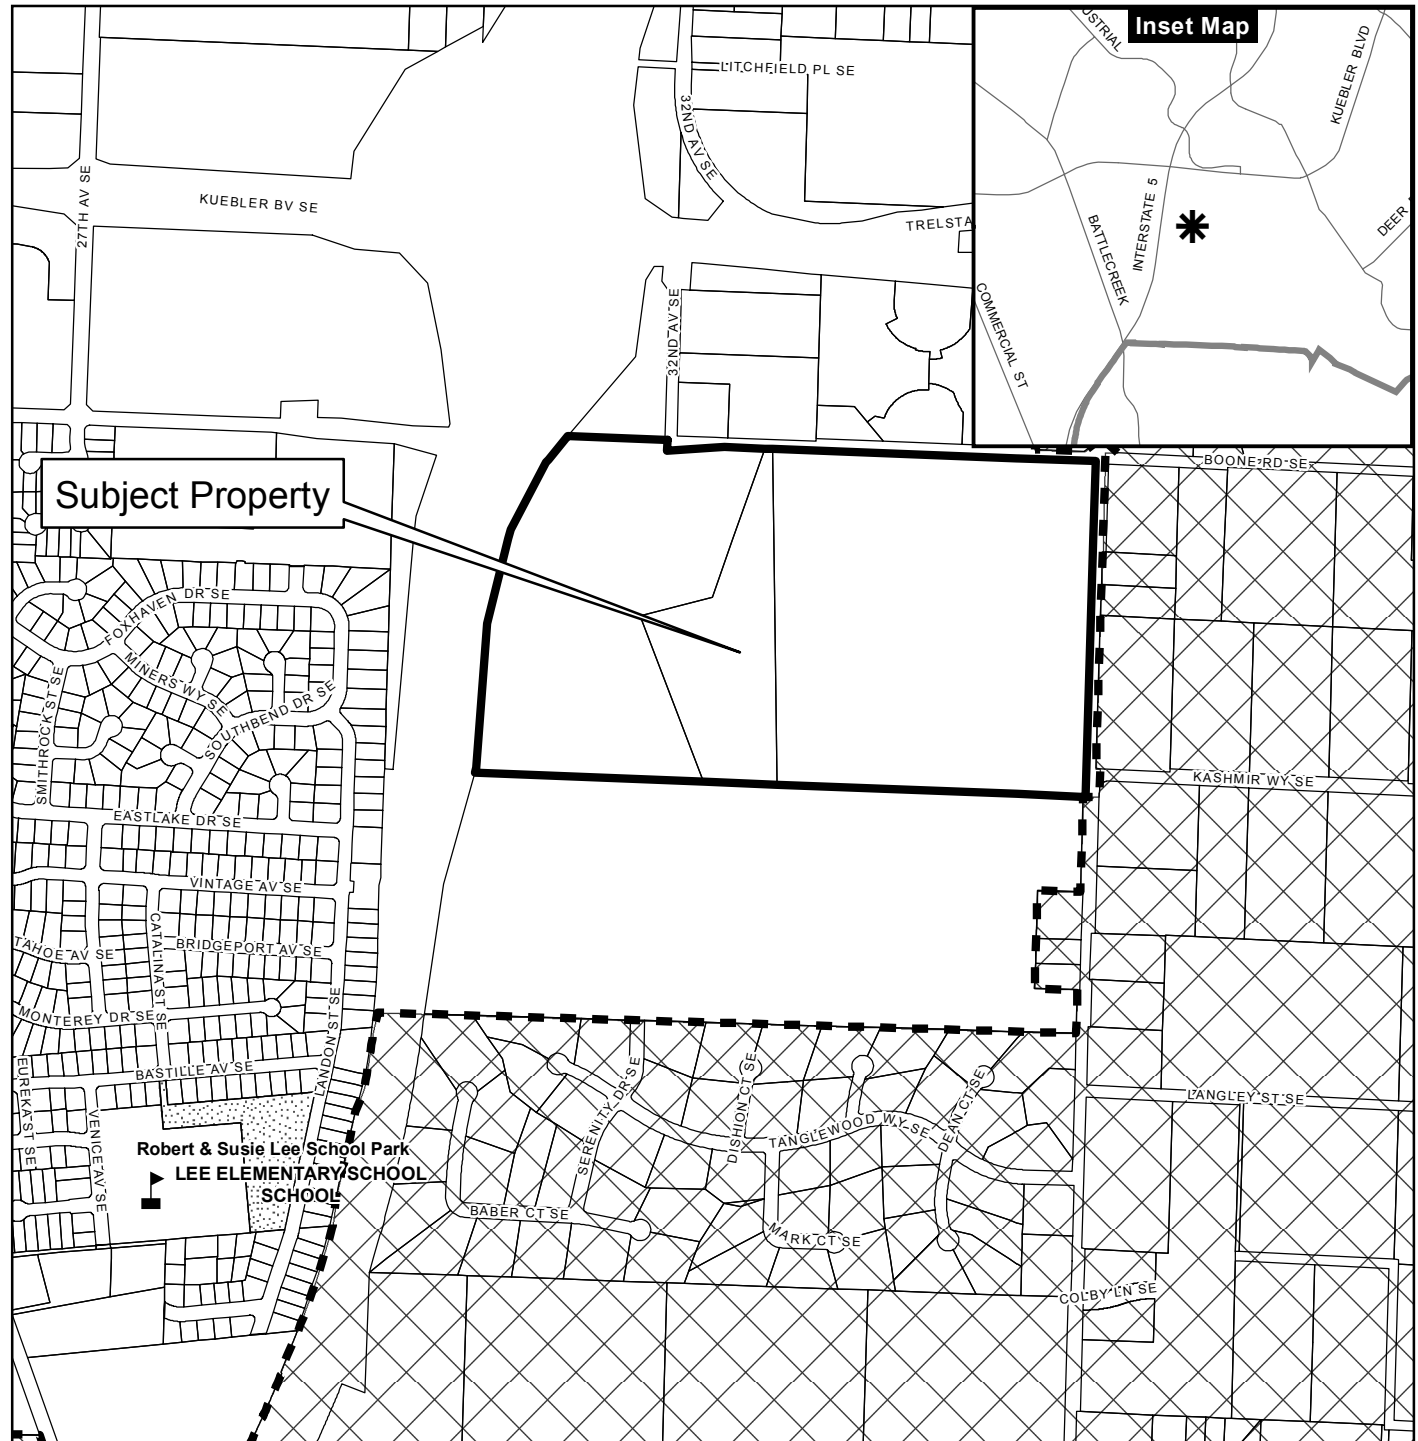 Inset Map
USTRIAL
KUEBLER BLVD
INTERSTATE 5
BATTLECREEK
DEER
COMMERCIAL ST
LITCHFIELD PL SE
32ND AV SE
27TH AV SE
KUEBLER BV SE
TRELSTA
32ND AV SE
BOONE RD SE
Subject Property
FOXHAVEN DR SE
MINERS WY SE
SOUTHBEND DR SE
SMITHROCK ST SE
KASHMIR WY SE
EASTLAKE DR SE
VINTAGE AV SE
CATALINA ST SE
BRIDGEPORT AV SE
TAHOE AV SE
MONTEREY DR SE
LANDON ST SE
BASTILLE AV SE
EUREKA ST SE
VENICE AV SE
Robert & Susie Lee School Park
LEE ELEMENTARY SCHOOL
SCHOOL
SERENITY DR SE
DISHION CT SE
TANGLEWOOD WY SE
DEAN CT SE
LANGLEY ST SE
BABER CT SE
MARK CT SE
COLBY LN SE